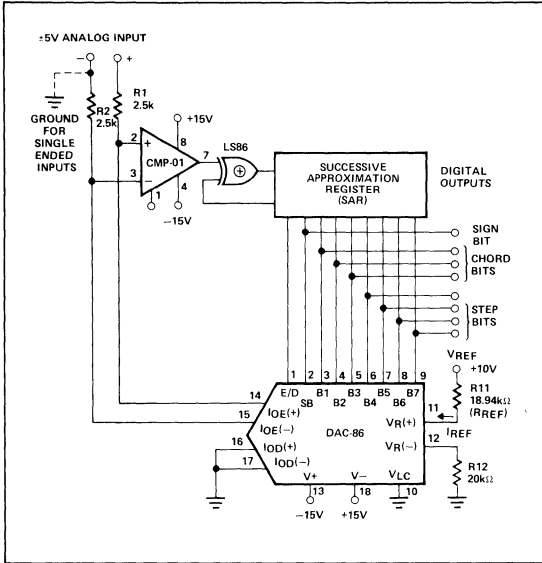 ±5V ANALOG INPUT
− +
R1
2.5k
R2
2.5k
GROUND
FOR
SINGLE
ENDED
INPUTS
+15V
8
2 +
CMP-01
7
3 −
1
4
−15V
LS86
+
SUCCESSIVE
APPROXIMATION
REGISTER
(SAR)
DIGITAL
OUTPUTS
SIGN
BIT
CHORD
BITS
STEP
BITS
1 2 3 4 5 6 7 8 9
E/D SB B1 B2 B3 B4 B5 B6 B7
VREF
+10V
R11
18.94kΩ
(RREF)
11
IREF
VR(+)
12
VR(−)
R12
20kΩ
14
IOE(+)
15
IOE(−)
16
IOD(+)
17
IOD(−)
DAC-86
V+ V− VLC
13 18 10
−15V +15V